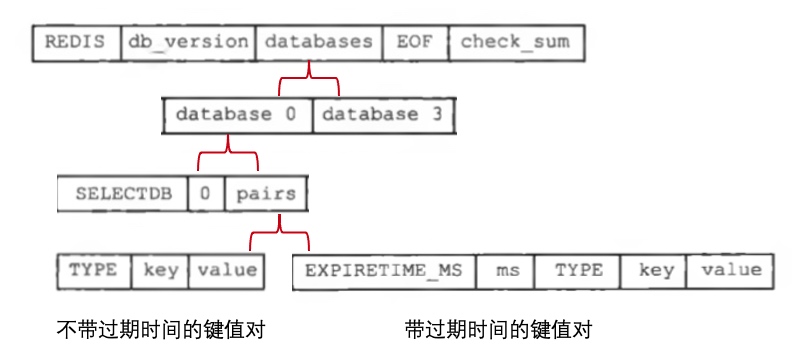 REDIS db_version databases EOF check_sum
database 0 database 3
SELECTDB 0 pairs
TYPE key value EXPIRETIME_MS ms TYPE key value
不带过期时间的键值对 带过期时间的键值对